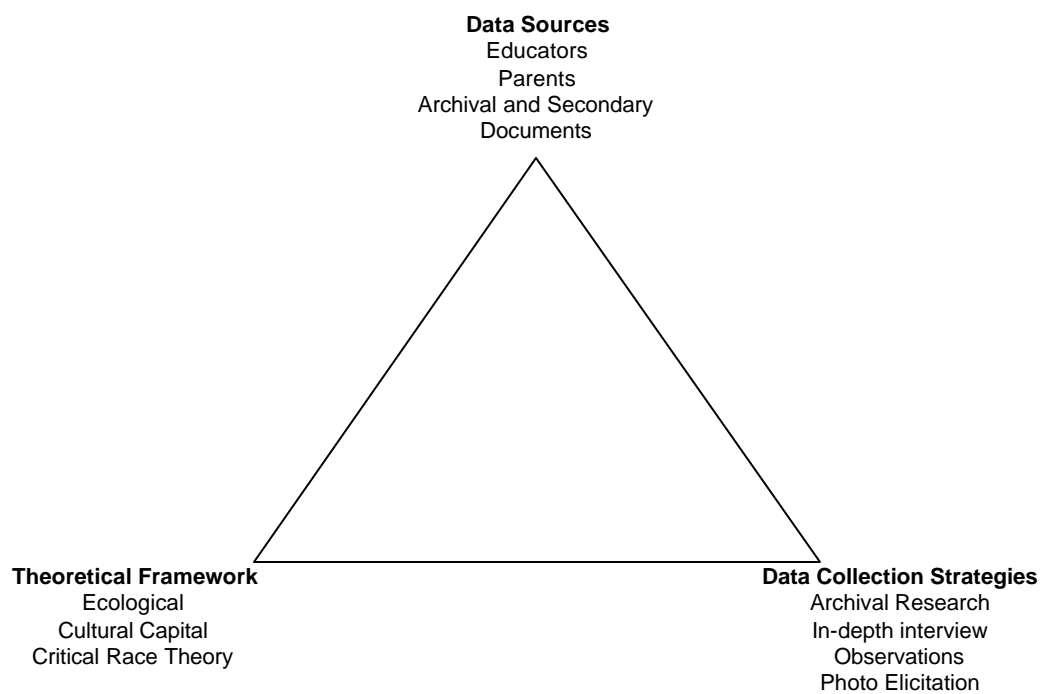 Data Sources
Educators
Parents
Archival and Secondary
Documents
Theoretical Framework
Ecological
Cultural Capital
Critical Race Theory
Data Collection Strategies
Archival Research
In-depth interview
Observations
Photo Elicitation